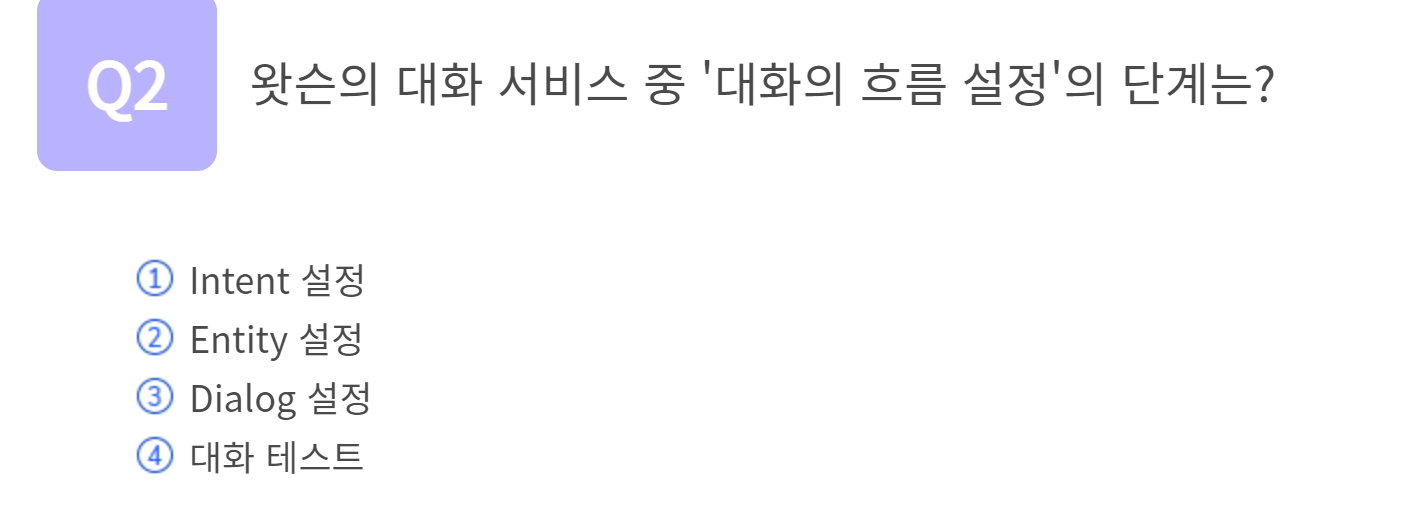 Q2
왓슨의 대화 서비스 중 '대화의 흐름 설정'의 단계는?
① Intent 설정
② Entity 설정
③ Dialog 설정
④ 대화 테스트